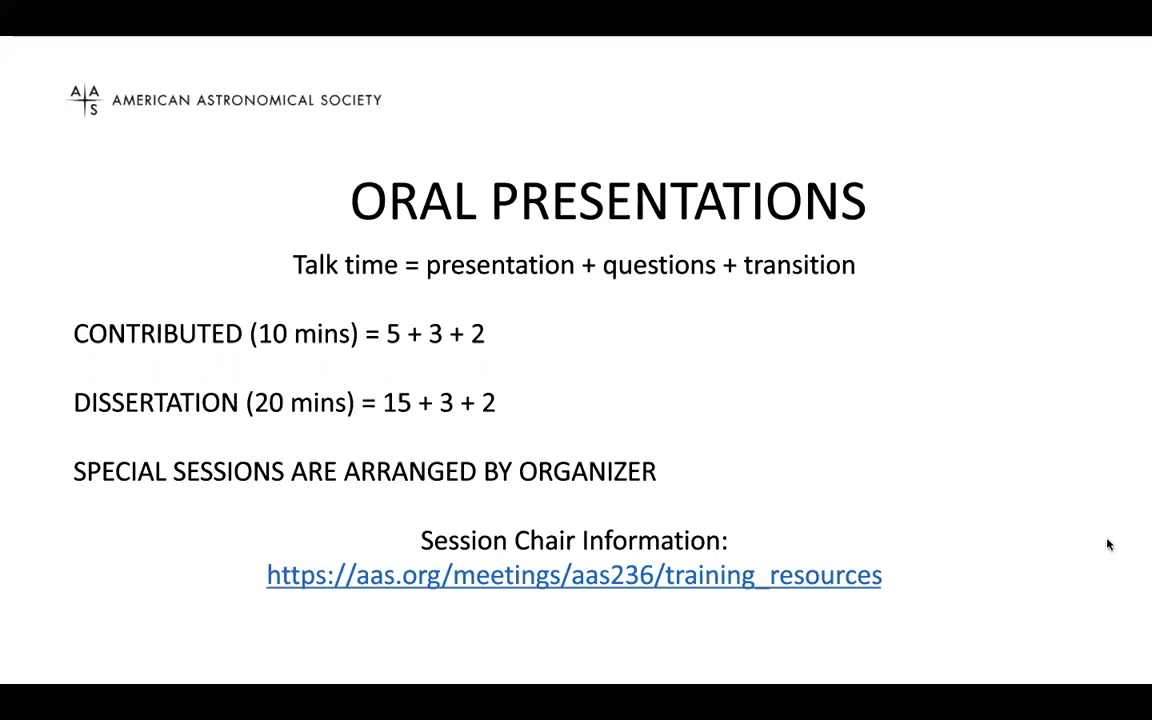 AAS AMERICAN ASTRONOMICAL SOCIETY
ORAL PRESENTATIONS
Talk time = presentation + questions + transition
CONTRIBUTED (10 mins) = 5 + 3 + 2
DISSERTATION (20 mins) = 15 + 3 + 2
SPECIAL SESSIONS ARE ARRANGED BY ORGANIZER
Session Chair Information:
https://aas.org/meetings/aas236/training_resources